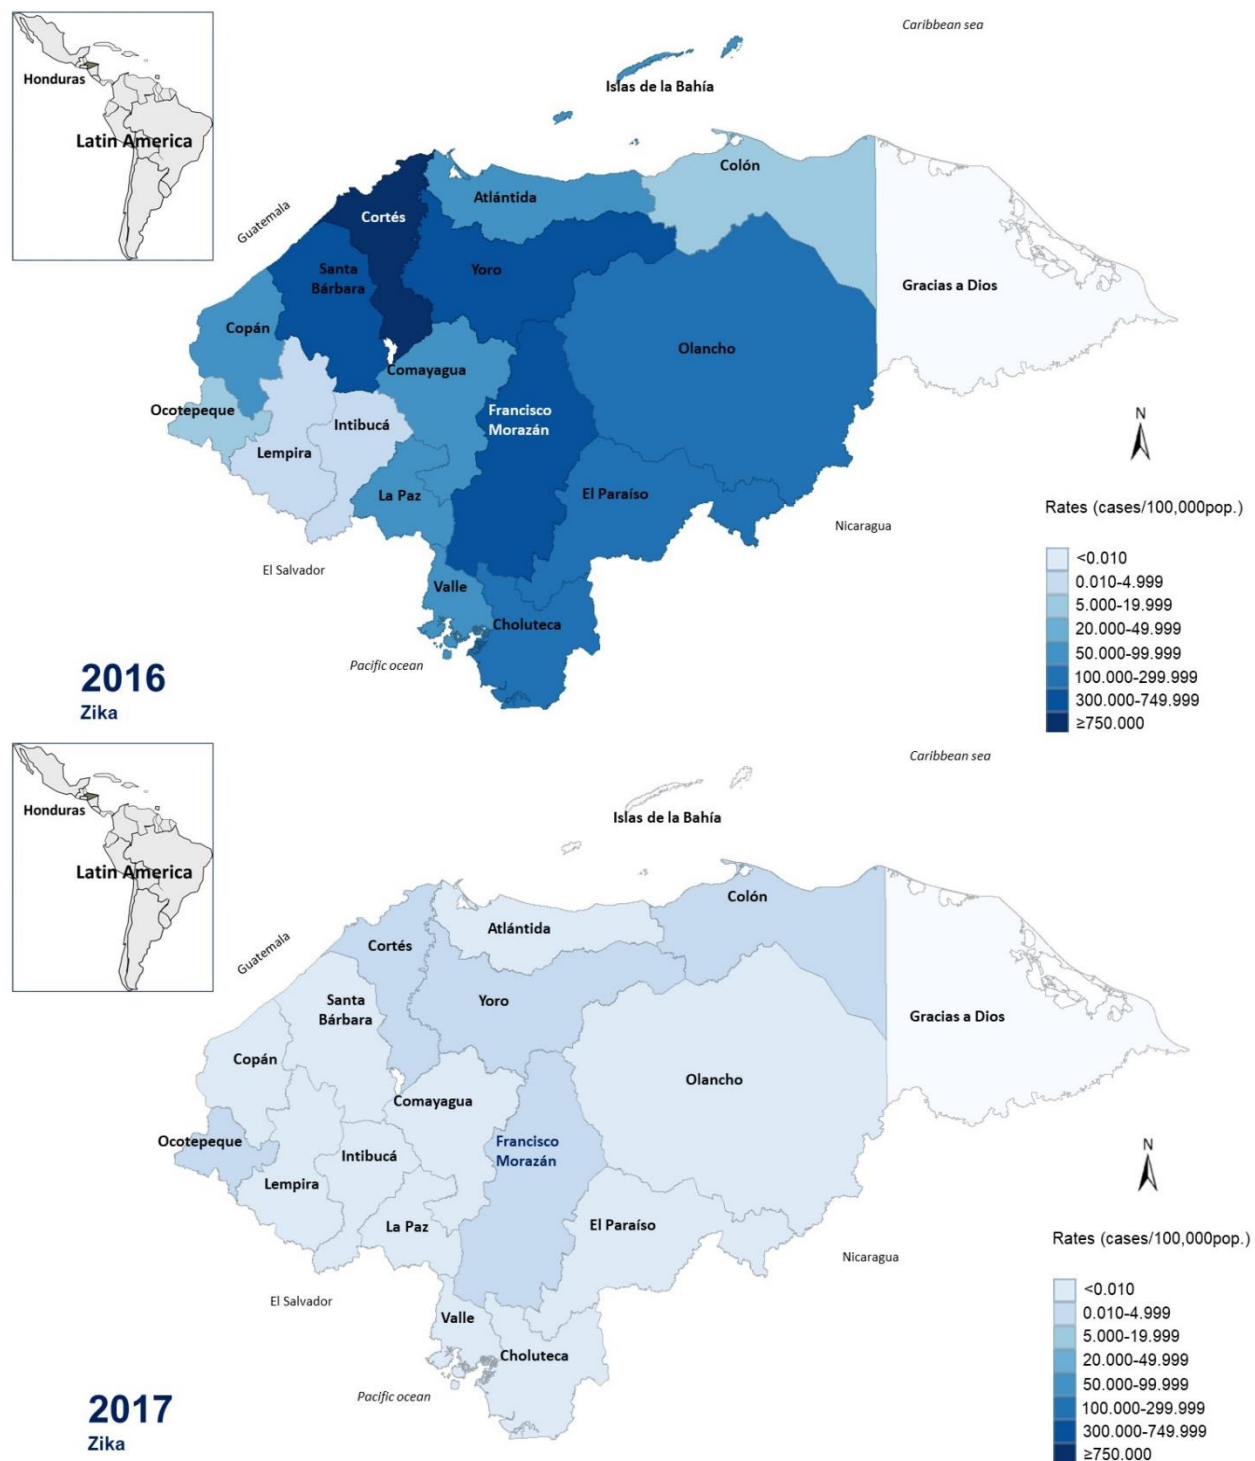 Caribbean sea
Honduras
Latin America
Islas de la Bahía
Guatemala
Colón
Atlántida
Cortés
Gracias a Dios
Santa
Bárbara
Yoro
Copán
Olancho
Comayagua
Ocotepeque
Francisco
Morazán
Intibucá
Lempira
La Paz
El Paraíso
N
Rates (cases/100,000pop.)
Nicaragua
El Salvador
Valle
Choluteca
Pacific ocean
<0.010
0.010-4.999
5.000-19.999
20.000-49.999
50.000-99.999
100.000-299.999
300.000-749.999
≥750.000
2016
Zika
Caribbean sea
Honduras
Latin America
Islas de la Bahía
Guatemala
Colón
Atlántida
Cortés
Gracias a Dios
Santa
Bárbara
Yoro
Copán
Olancho
Comayagua
Ocotepeque
Francisco
Morazán
Intibucá
Lempira
La Paz
El Paraíso
N
Rates (cases/100,000pop.)
Nicaragua
El Salvador
Valle
Choluteca
Pacific ocean
<0.010
0.010-4.999
5.000-19.999
20.000-49.999
50.000-99.999
100.000-299.999
300.000-749.999
≥750.000
2017
Zika